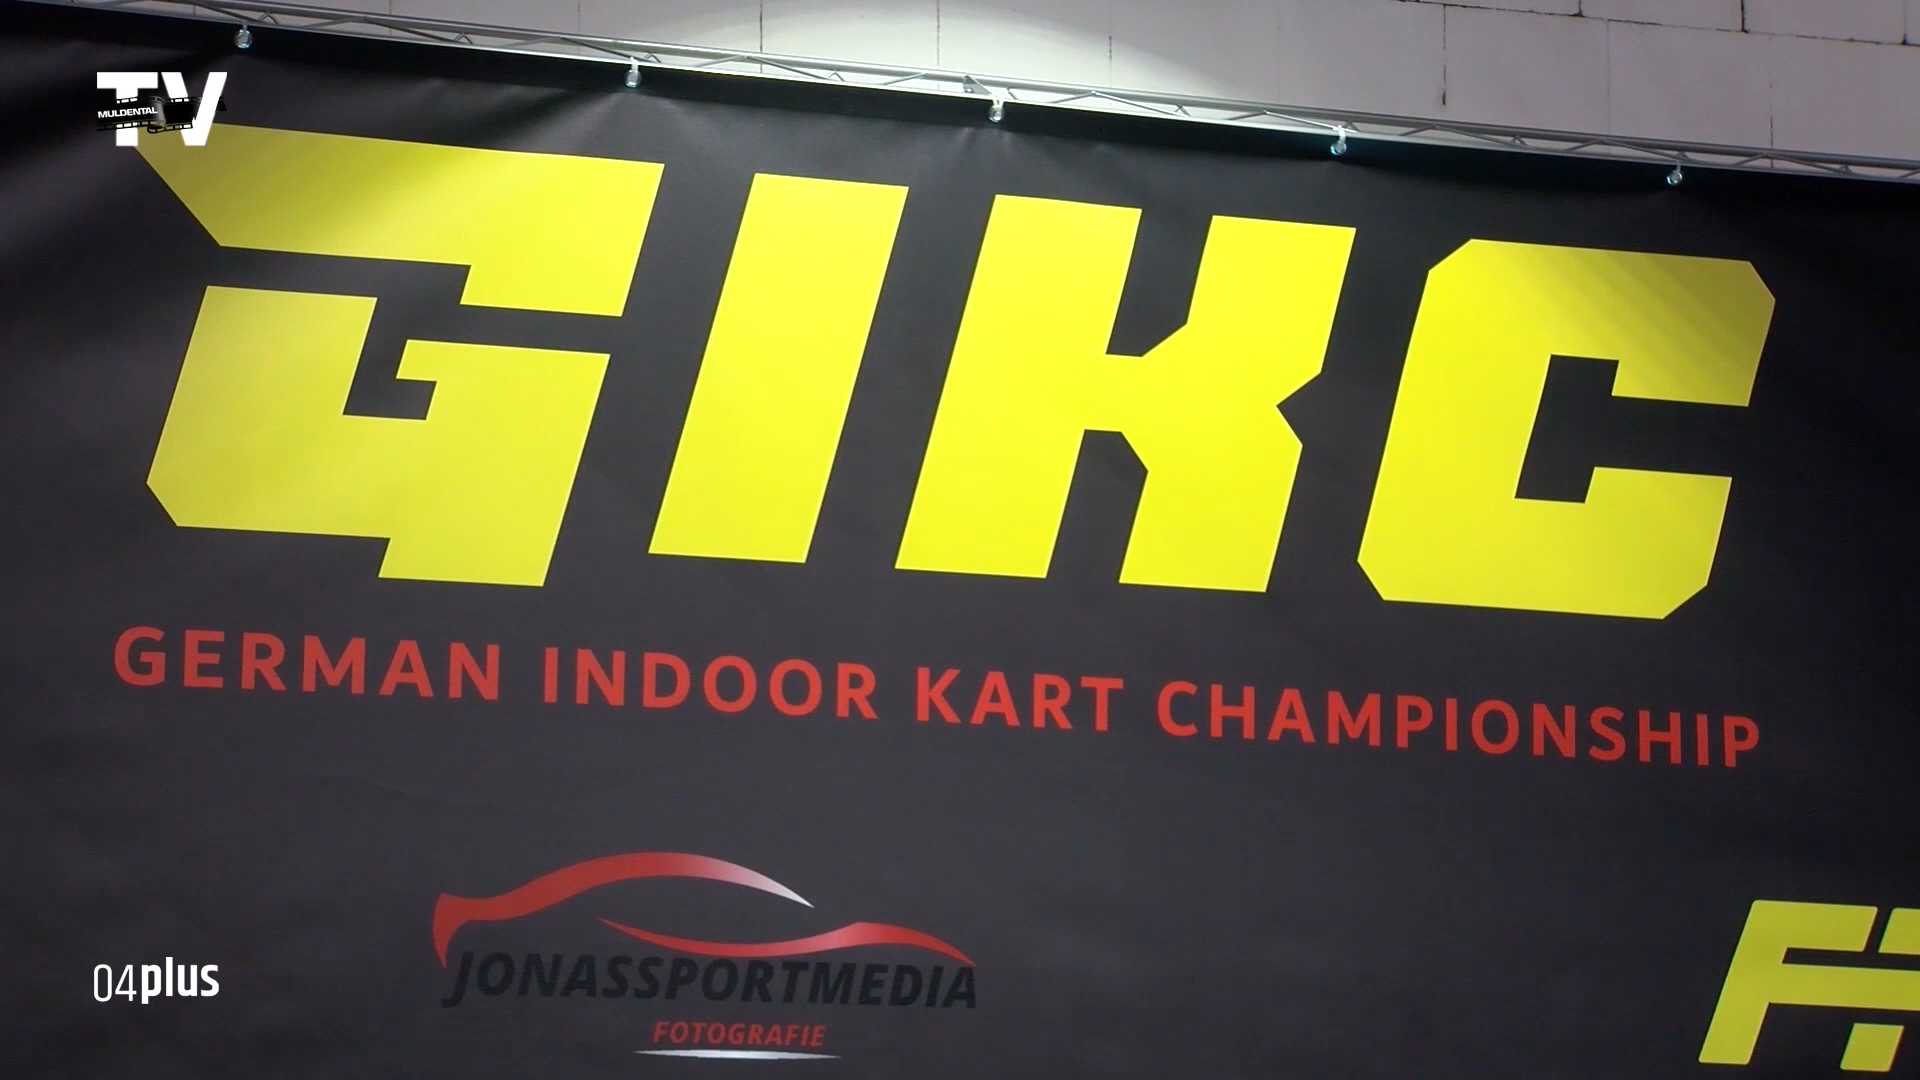 TV
MULDENTAL
GIKC
GERMAN INDOOR KART CHAMPIONSHIP
JONASSPORTMEDIA
FOTOGRAFIE
04plus